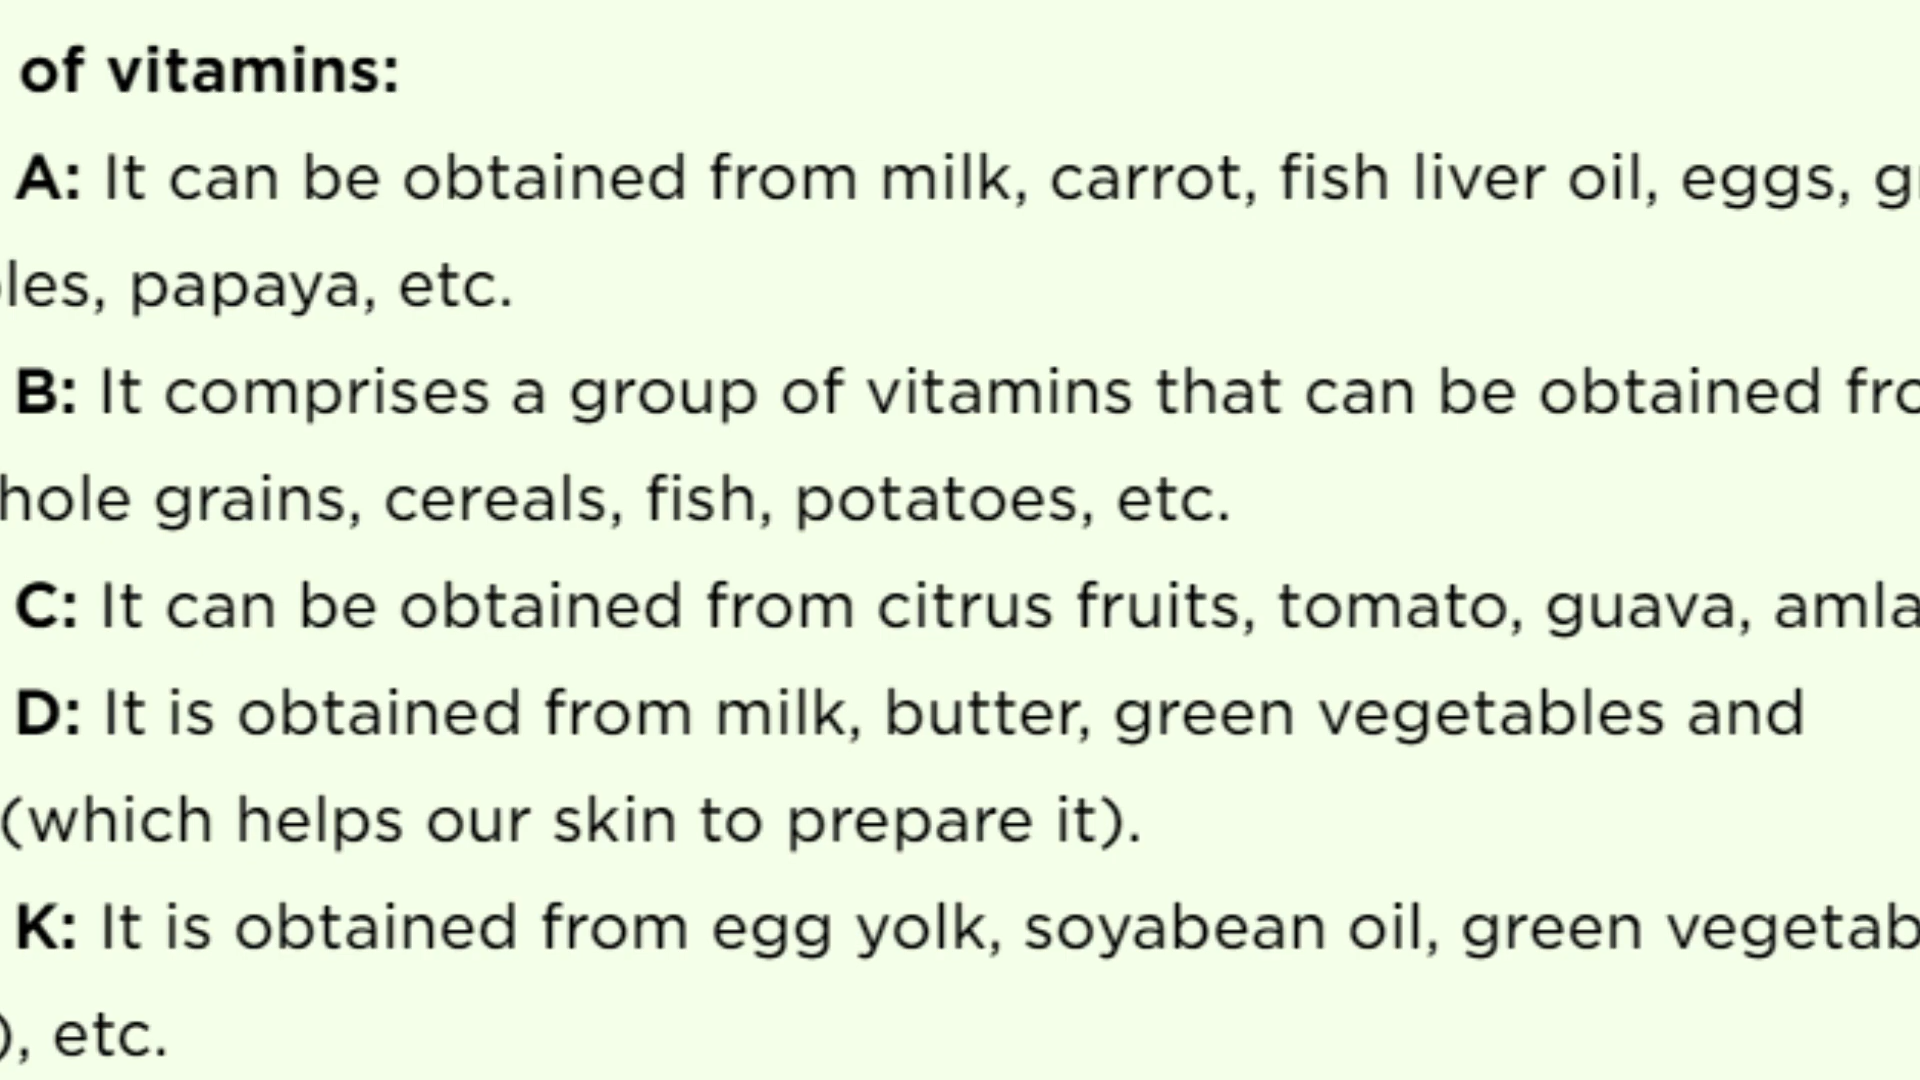 of vitamins:
A: It can be obtained from milk, carrot, fish liver oil, eggs,
papaya, etc.
B: It comprises a group of vitamins that can be obtained
grains, cereals, fish, potatoes, etc.
C: It can be obtained from citrus fruits, tomato, guava, amla
D: It is obtained from milk, butter, green vegetables and
(which helps our skin to prepare it).
K: It is obtained from egg yolk, soyabean oil, green
), etc.